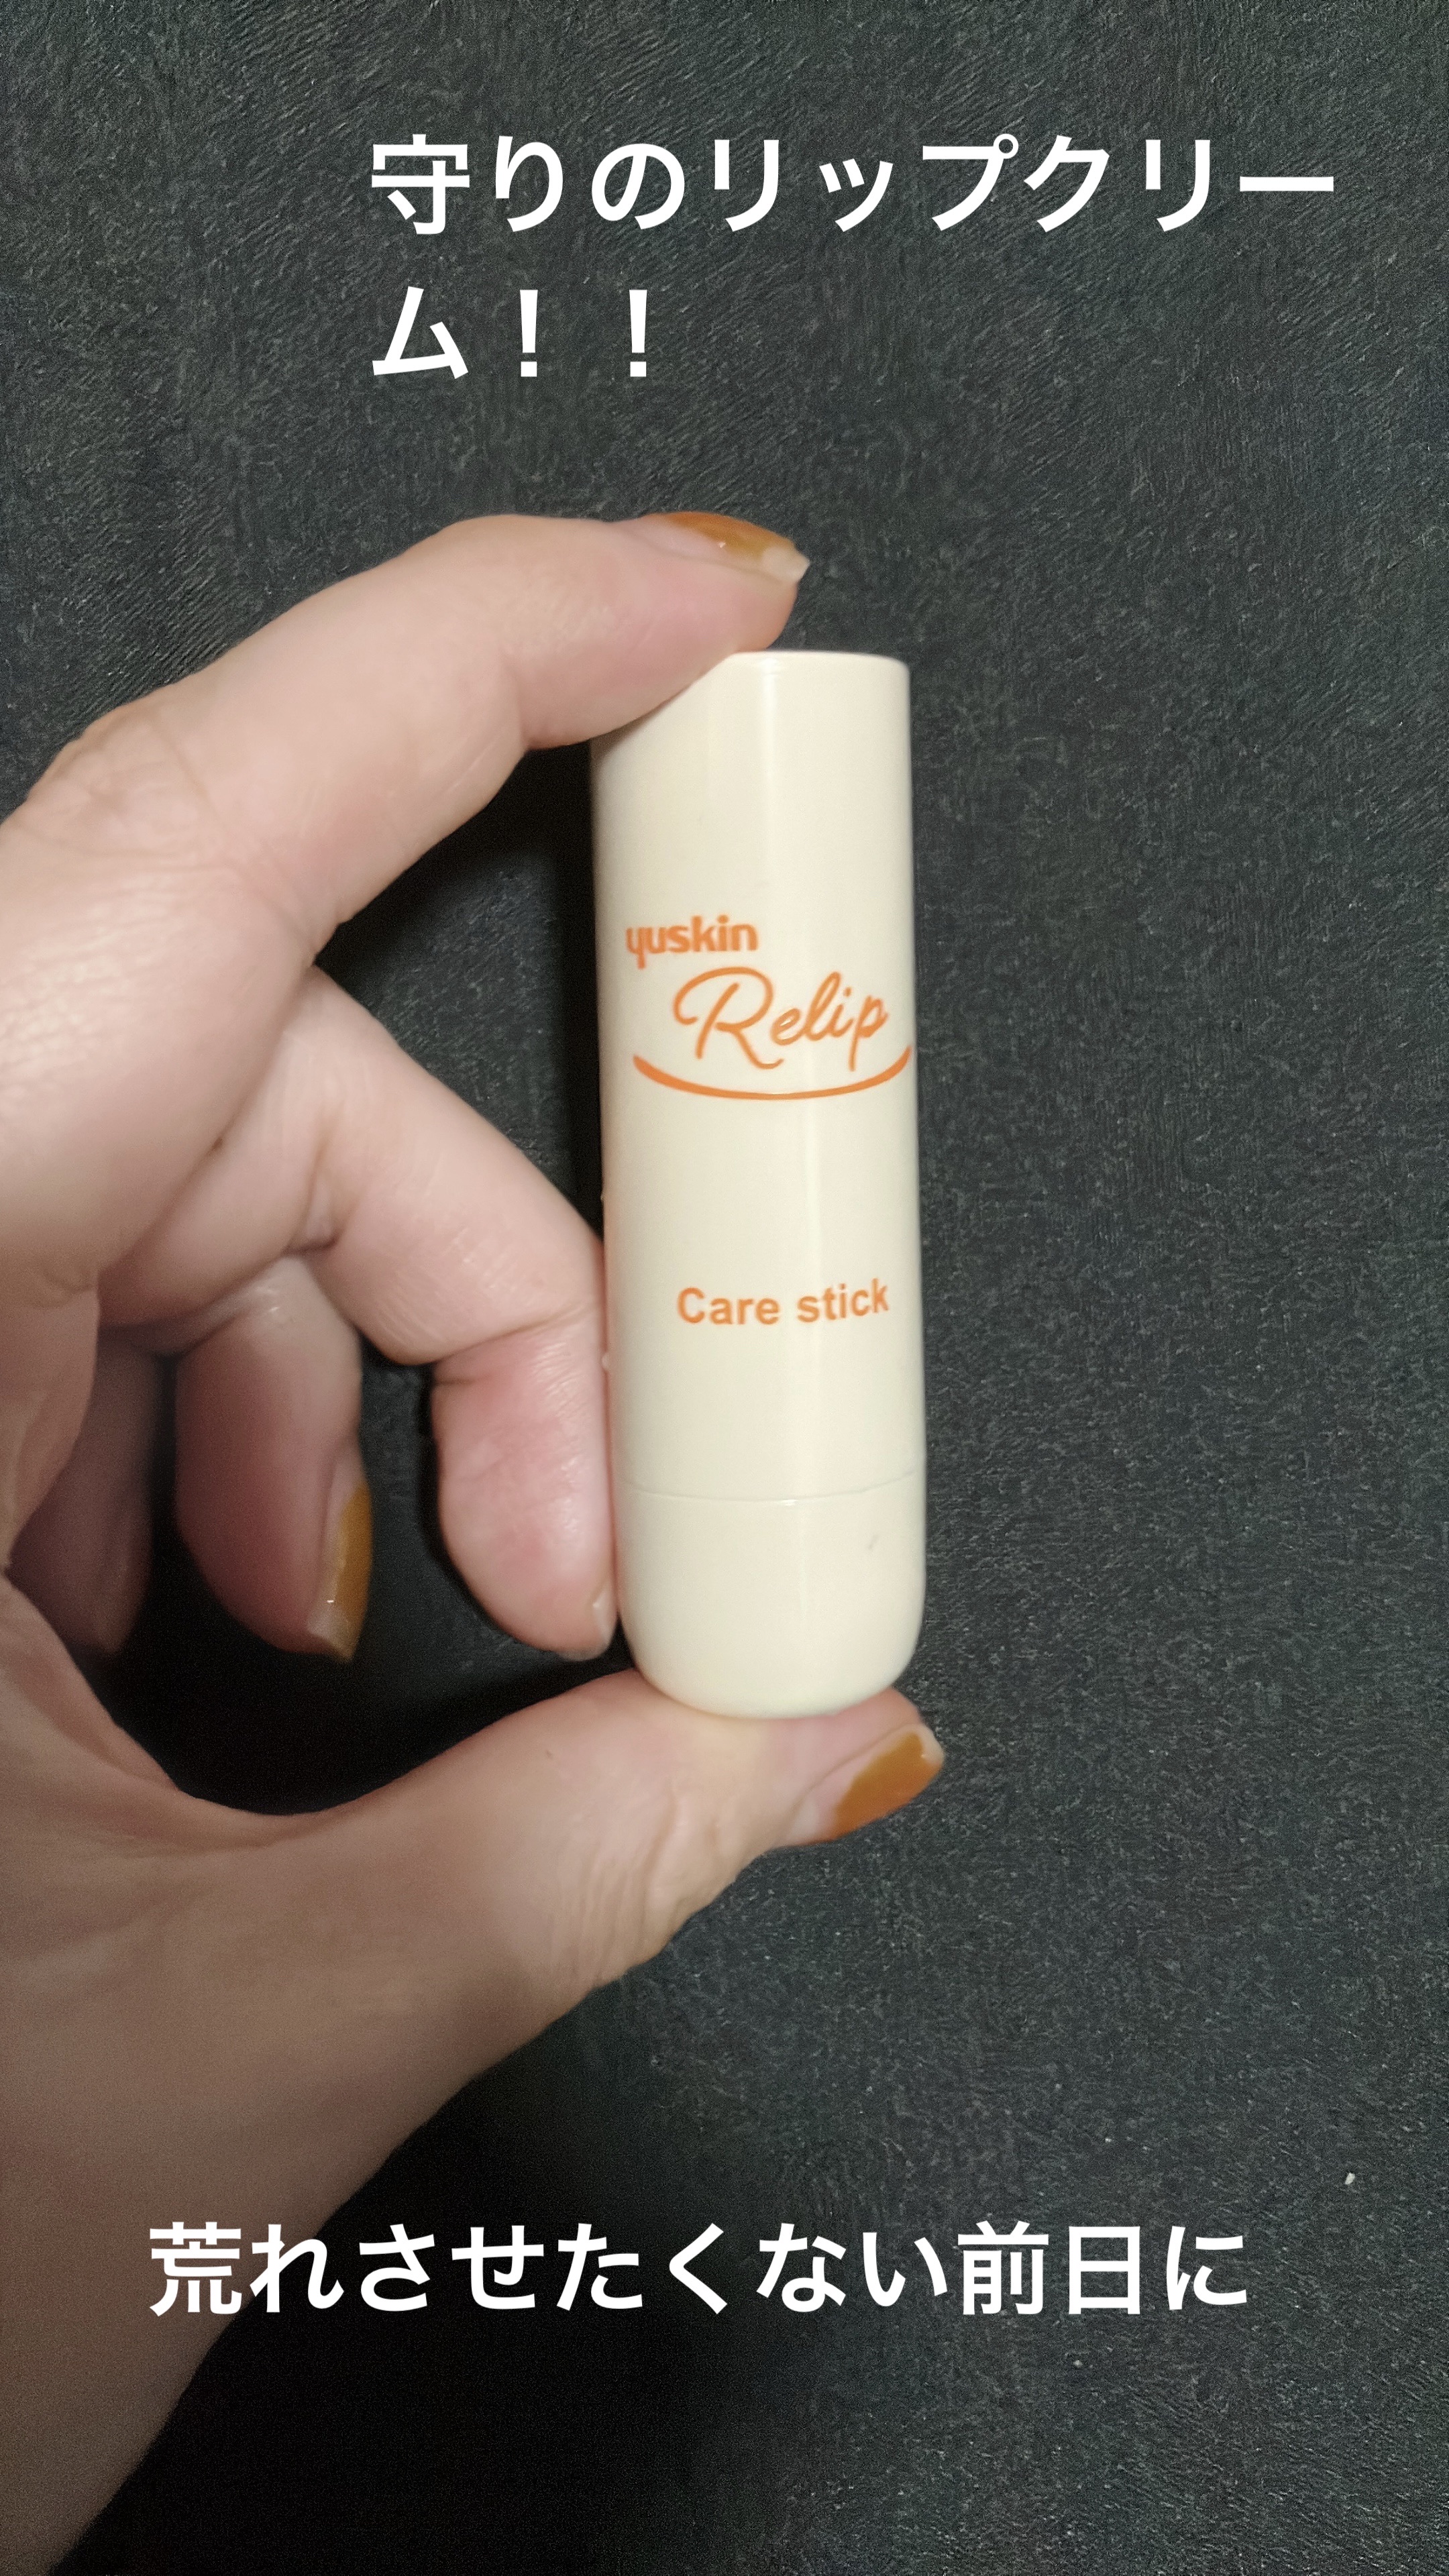 守りのリップクリー
ム！！
yuskin
Relip
Care stick
荒れさせたくない前日に